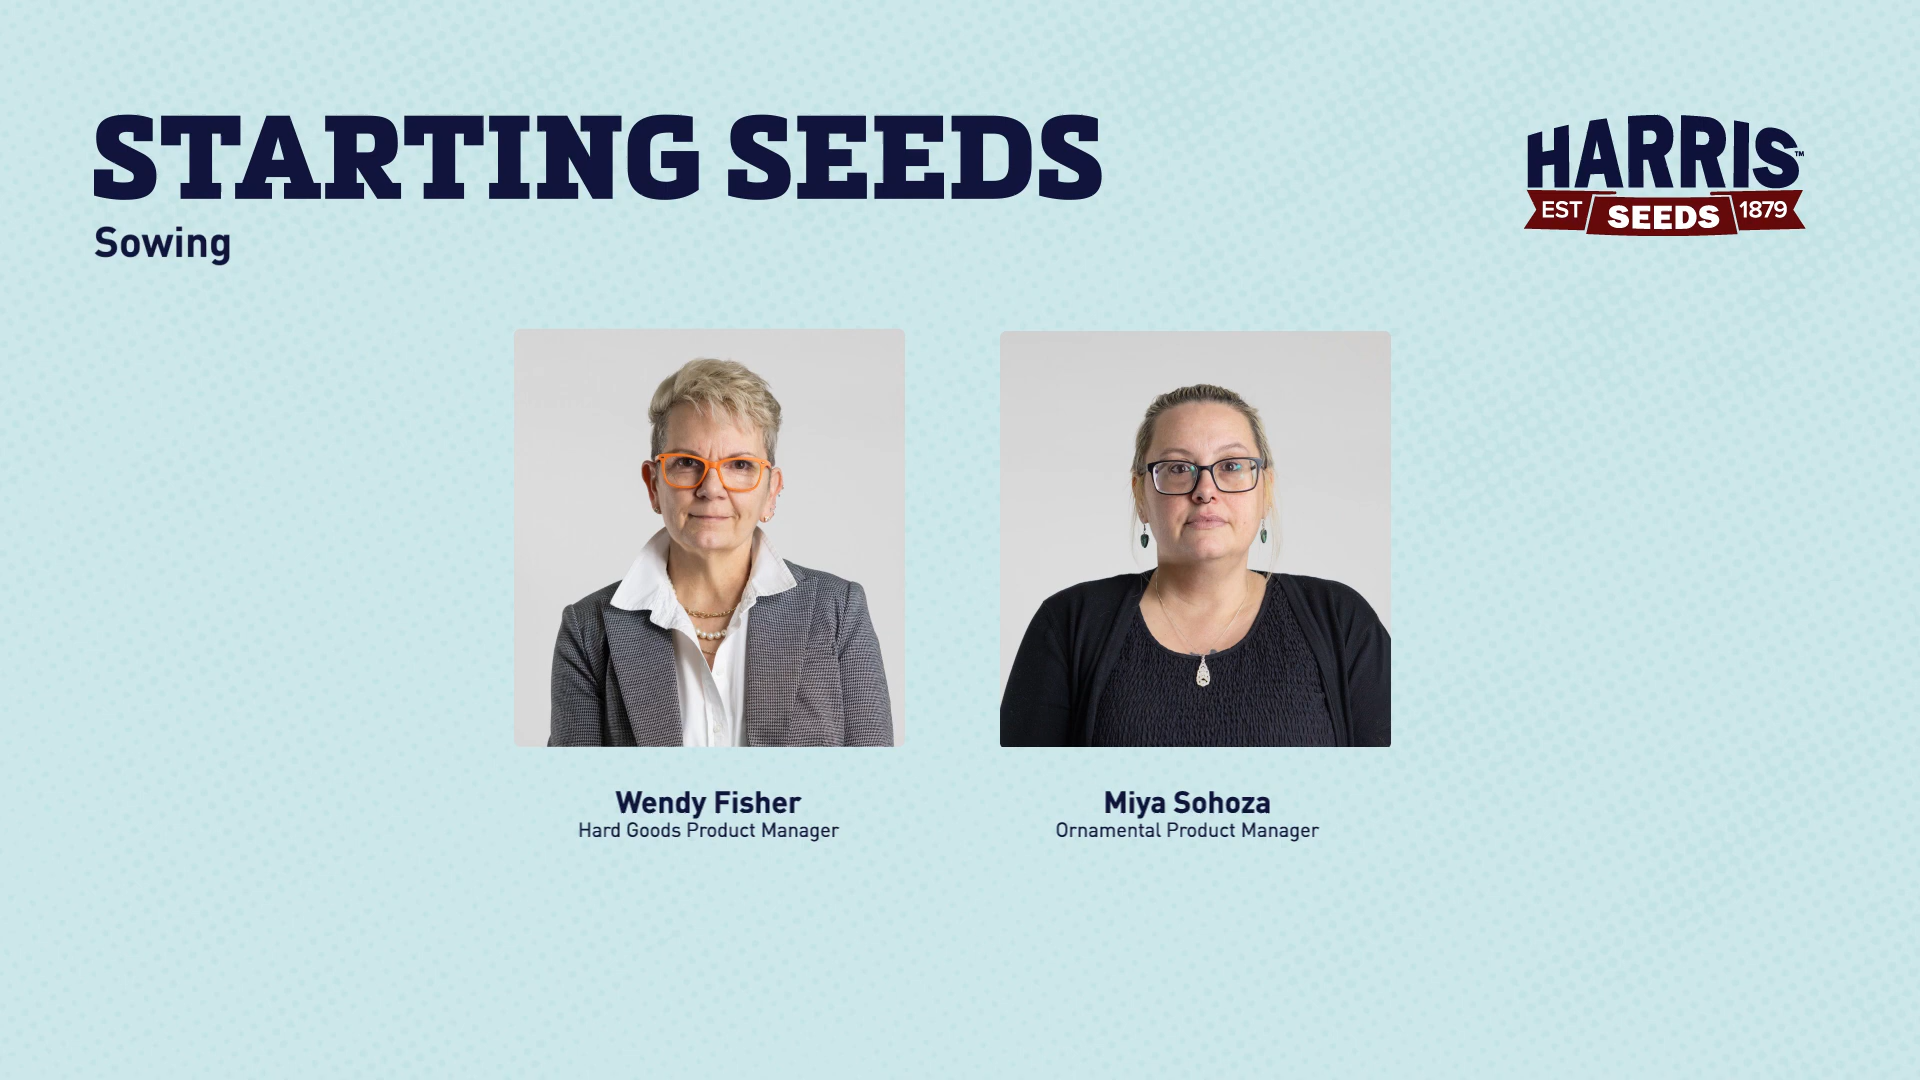 STARTING SEEDS
Sowing
HARRIS™
EST SEEDS 1879
Wendy Fisher
Hard Goods Product Manager
Miya Sohoza
Ornamental Product Manager